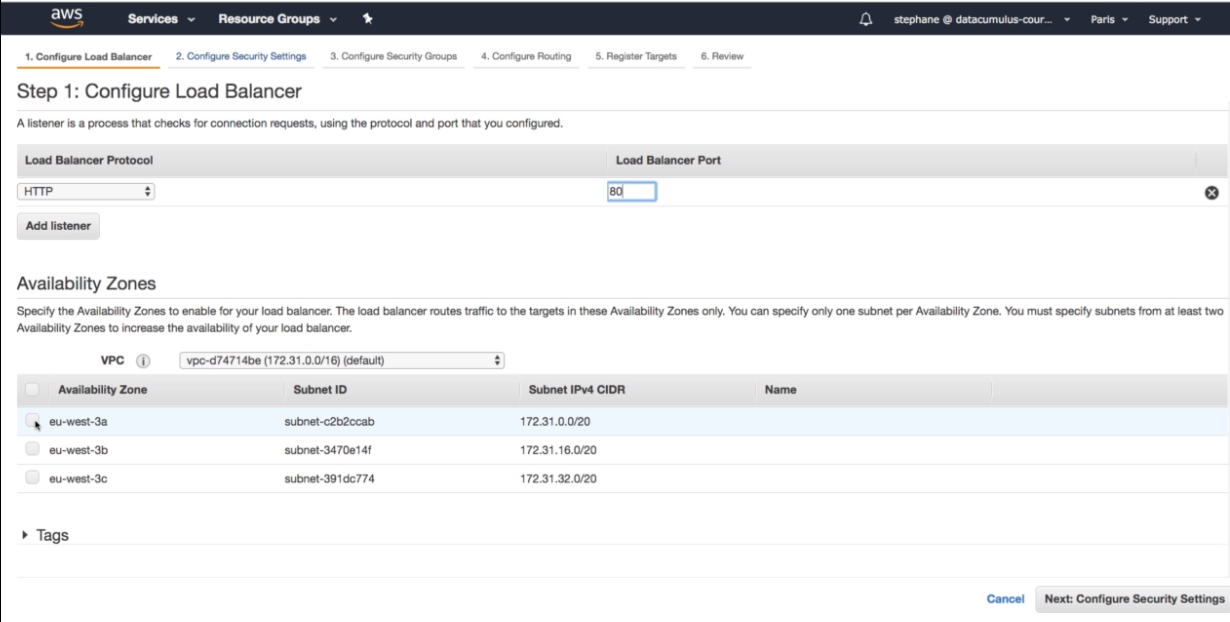 aws Services Resource Groups stephane @ datacumulus-cour... Paris Support
1. Configure Load Balancer 2. Configure Security Settings 3. Configure Security Groups 4. Configure Routing 5. Register Targets 6. Review
Step 1: Configure Load Balancer
A listener is a process that checks for connection requests, using the protocol and port that you configured.
Load Balancer Protocol Load Balancer Port
HTTP 80
Add listener
Availability Zones
Specify the Availability Zones to enable for your load balancer. The load balancer routes traffic to the targets in these Availability Zones only. You can specify only one subnet per Availability Zone. You must specify subnets from at least two
Availability Zones to increase the availability of your load balancer.
VPC i vpc-d74714be (172.31.0.0/16) (default)
Availability Zone Subnet ID Subnet IPv4 CIDR Name
eu-west-3a subnet-c2b2ccab 172.31.0.0/20
eu-west-3b subnet-3470e14f 172.31.16.0/20
eu-west-3c subnet-391dc774 172.31.32.0/20
Tags
Cancel Next: Configure Security Settings